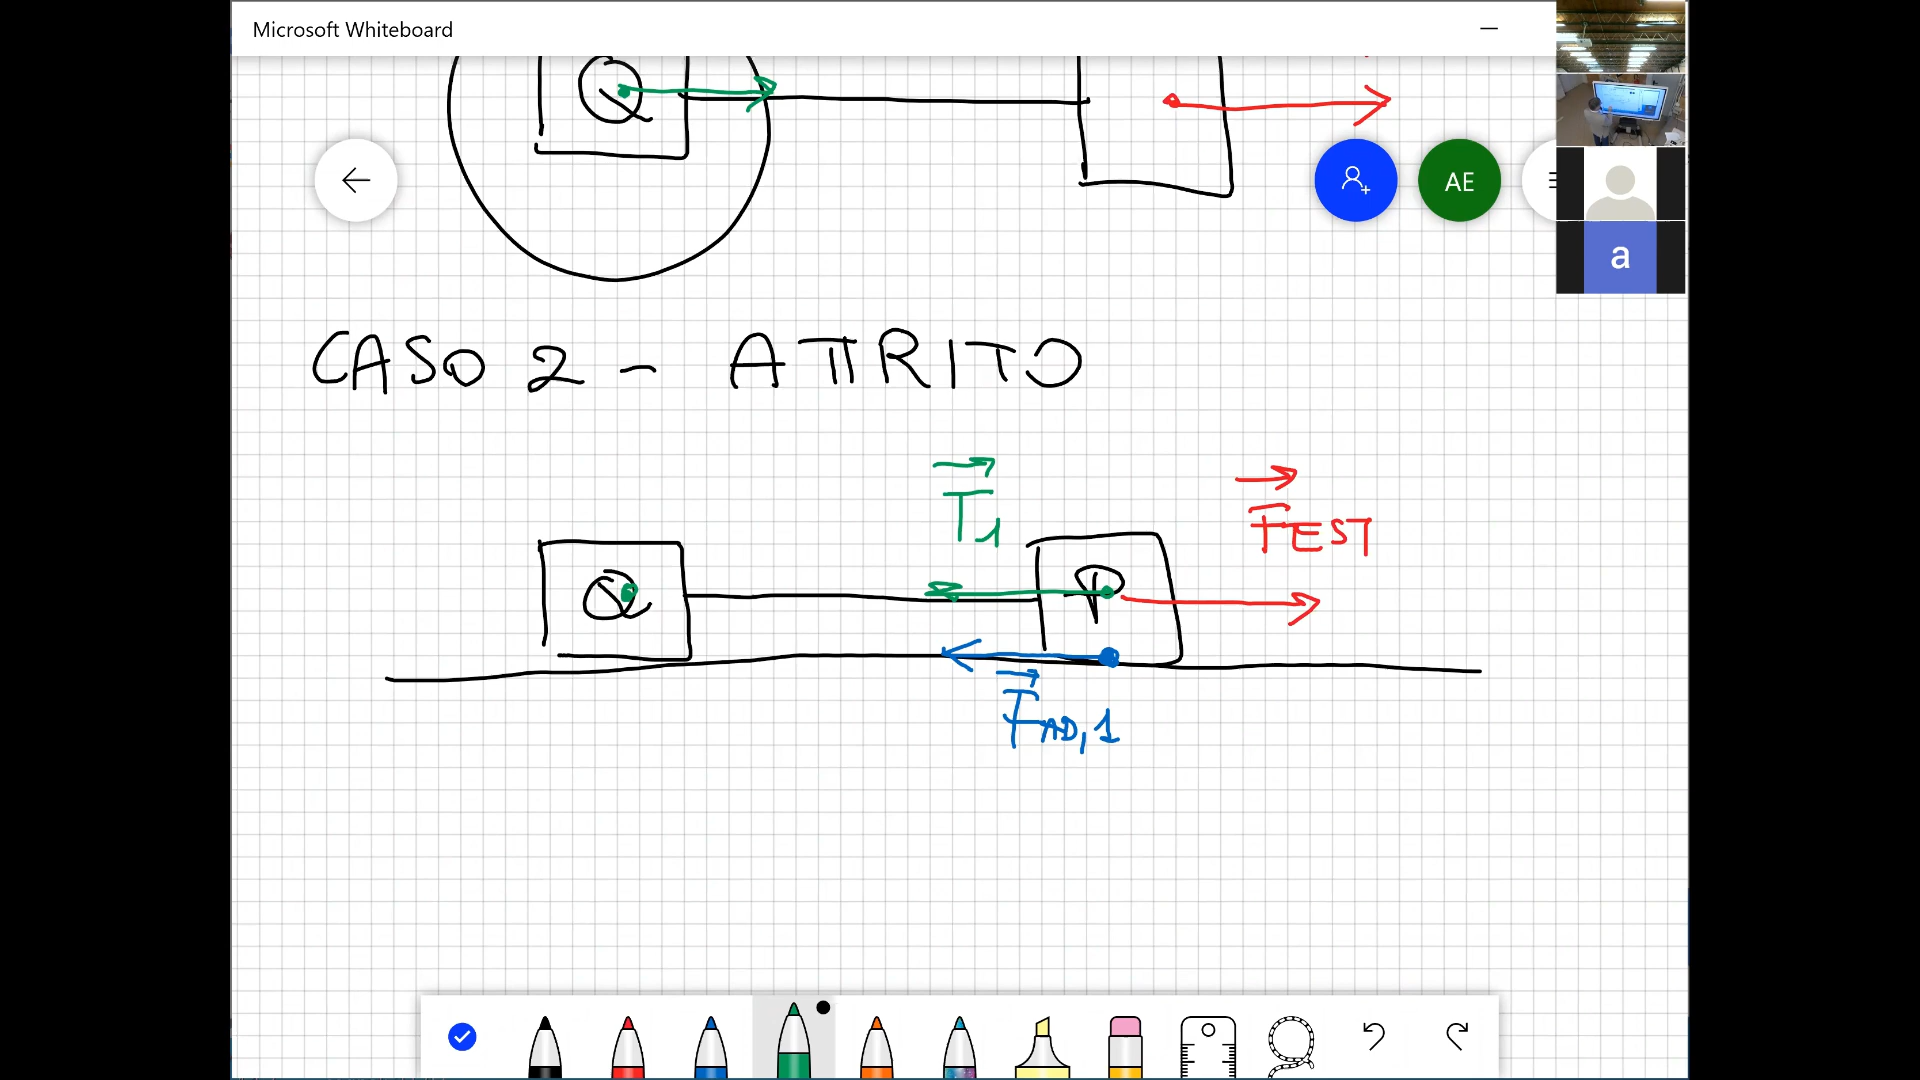 Microsoft Whiteboard
Q
AE
a
CASO 2 - ATTRITO
T1
FEST
Q
P
FAD,1